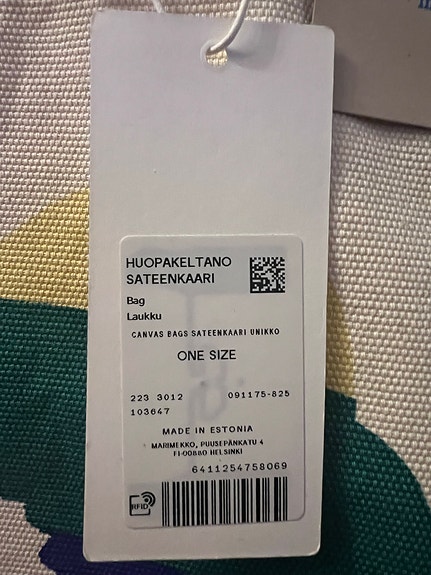 HUOPAKELTANO
SATEENKAARI
Bag
Laukku
CANVAS BAGS SATEENKAARI UNIKKO
ONE SIZE
223 3012 091175-825
103647
MADE IN ESTONIA
MARIMEKKO, PUUSEPÄNKATU 4
FI-00880 HELSINKI
6411254758069
RFID